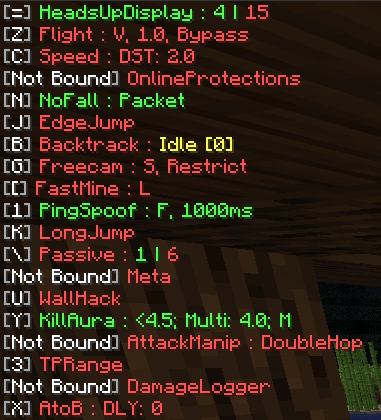 [=] HeadsUpDisplay : 4 | 15
[Z] Flight : V, 1.0, Bypass
[C] Speed : DST: 2.0
[Not Bound] OnlineProtections
[N] NoFall : Packet
[J] EdgeJump
[B] Backtrack : Idle [0]
[G] Freecam : S, Restrict
[[] FastMine : L
[1] PingSpoof : F, 1000ms
[K] LongJump
[\] Passive : 1 | 6
[Not Bound] Meta
[U] WallHack
[Y] KillAura : <4.5; Multi: 4.0; M
[Not Bound] AttackManip : DoubleHop
[3] TPRange
[Not Bound] DamageLogger
[X] AtoB : DLY: 0